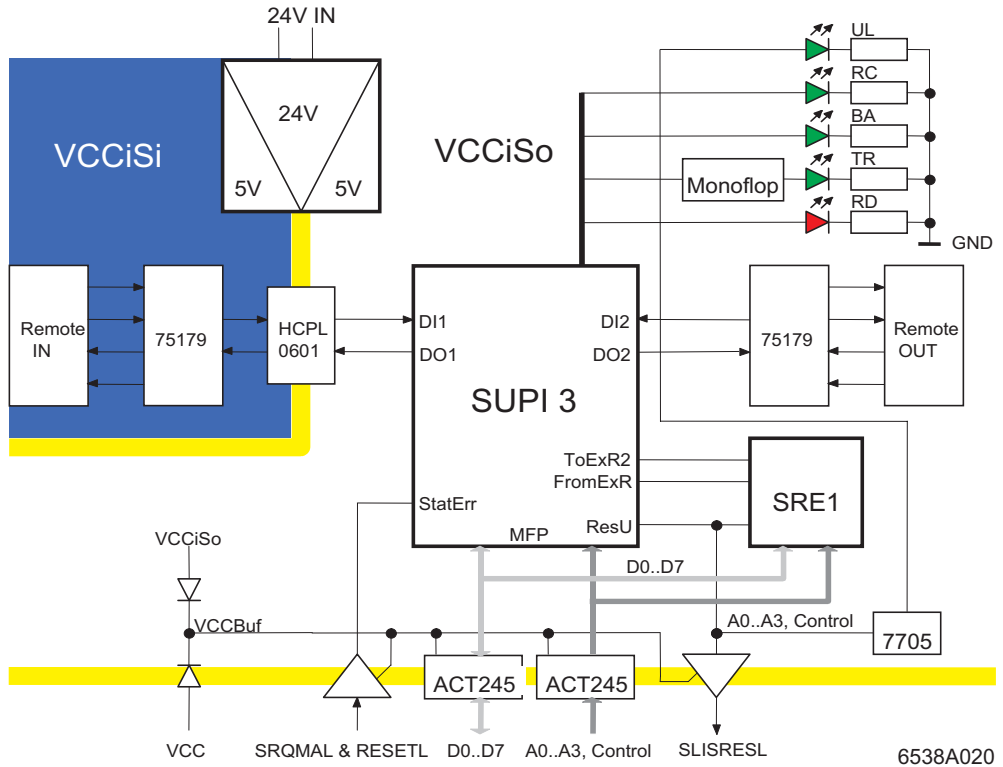 24V IN
UL
RC
24V
BA
VCCiSi
VCCiSo
TR
Monoflop
5V
5V
RD
GND
Remote
IN
75179
HCPL
0601
DI1
DO1
SUPI 3
DI2
DO2
75179
Remote
OUT
ToExR2
FromExR
SRE1
StatErr
ResU
MFP
VCCiSo
D0..D7
VCCBuf
A0..A3, Control
7705
ACT245
ACT245
VCC
SRQMAL & RESETL
D0..D7
A0..A3, Control
SLISRESL
6538A020